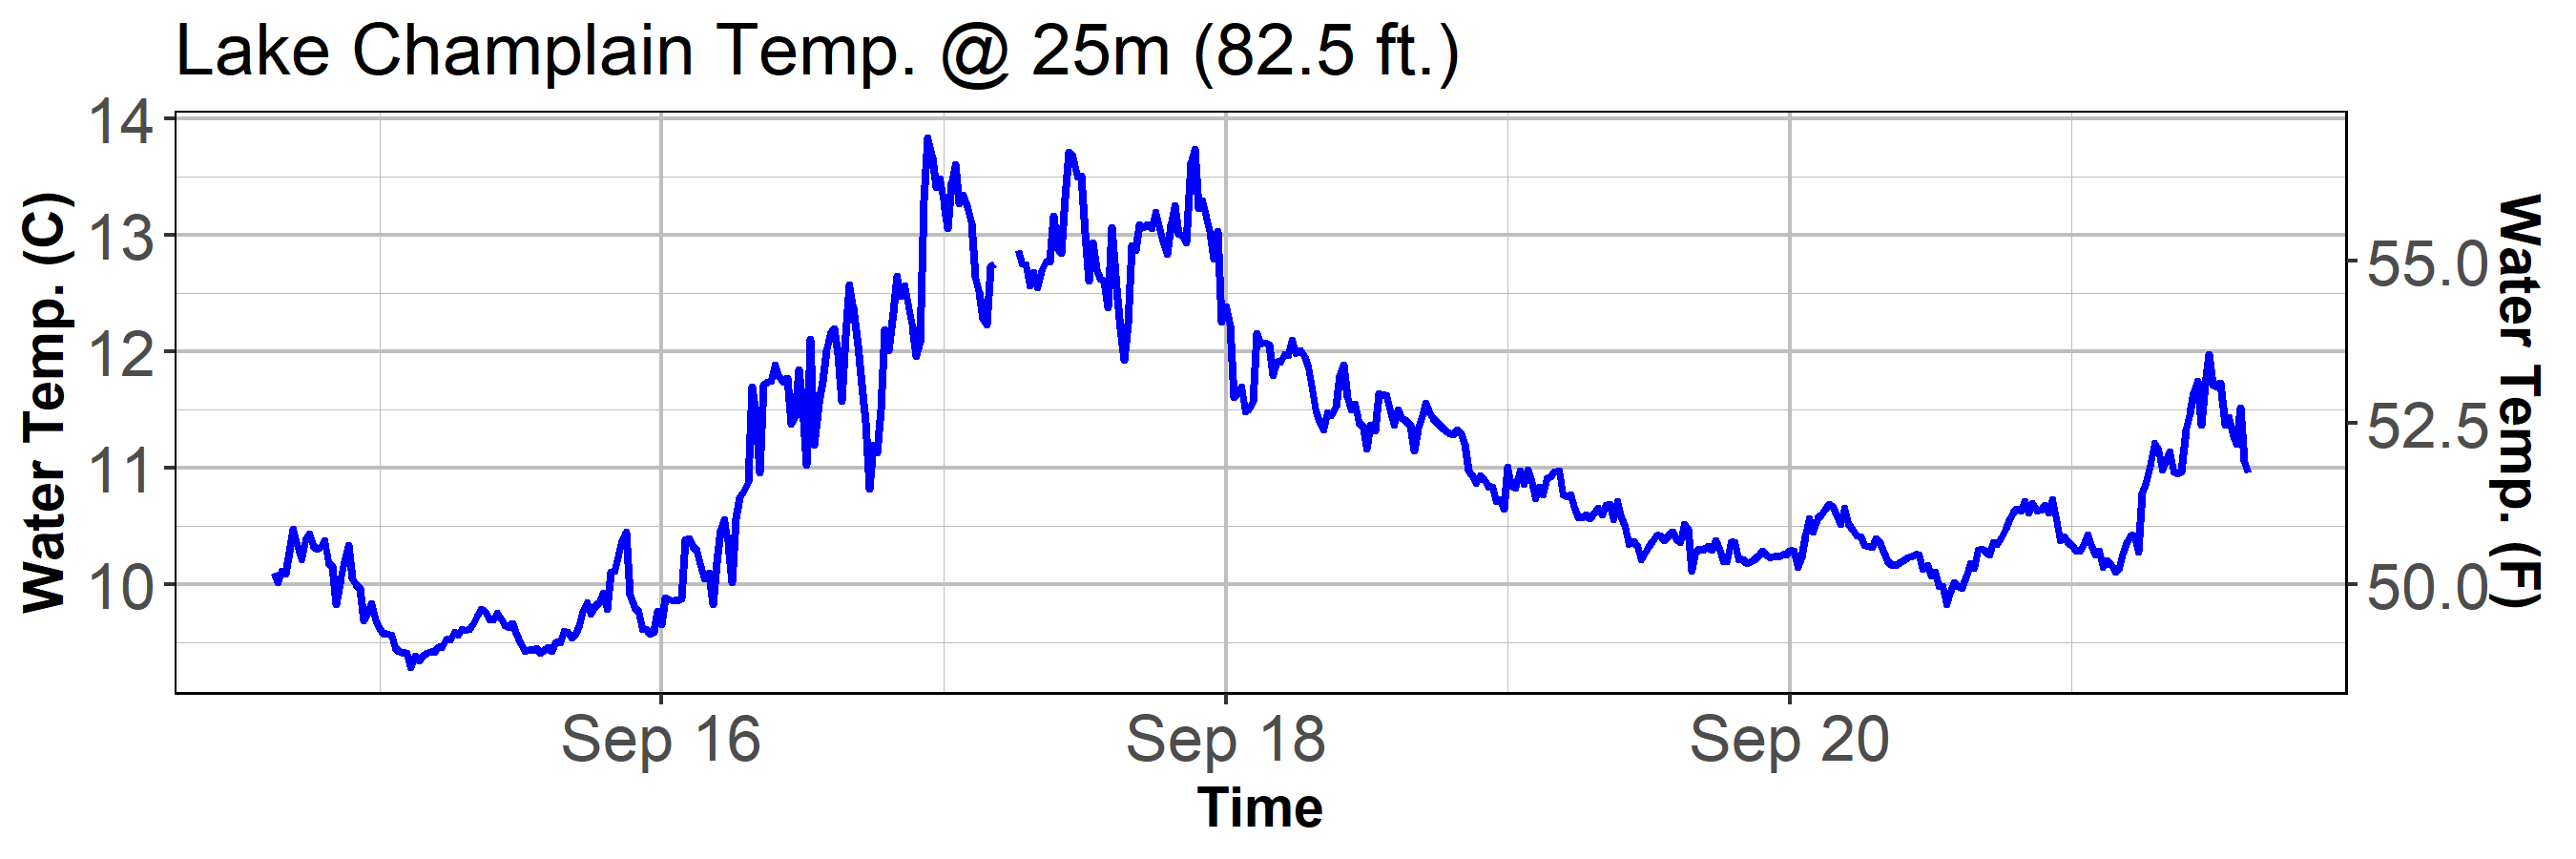 Lake Champlain Temp. @ 25m (82.5 ft.)
Water Temp. (C)
14
13
12
11
10
55.0
52.5
50.0
Water Temp. (F)
Sep 16
Sep 18
Sep 20
Time